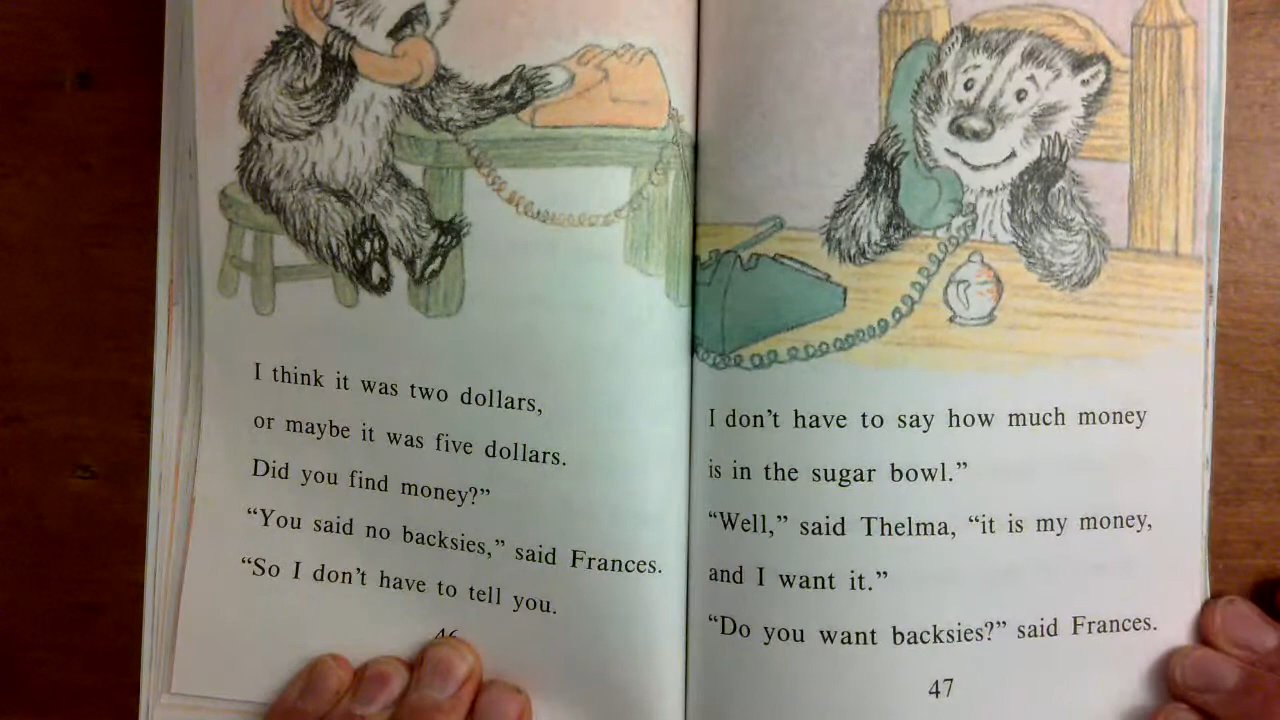 I think it was two dollars,
or maybe it was five dollars.
Did you find money?”
“You said no backsies,” said Frances.
“So I don’t have to tell you.
46
I don’t have to say how much money
is in the sugar bowl.”
“Well,” said Thelma, “it is my money,
and I want it.”
“Do you want backsies?” said Frances.
47